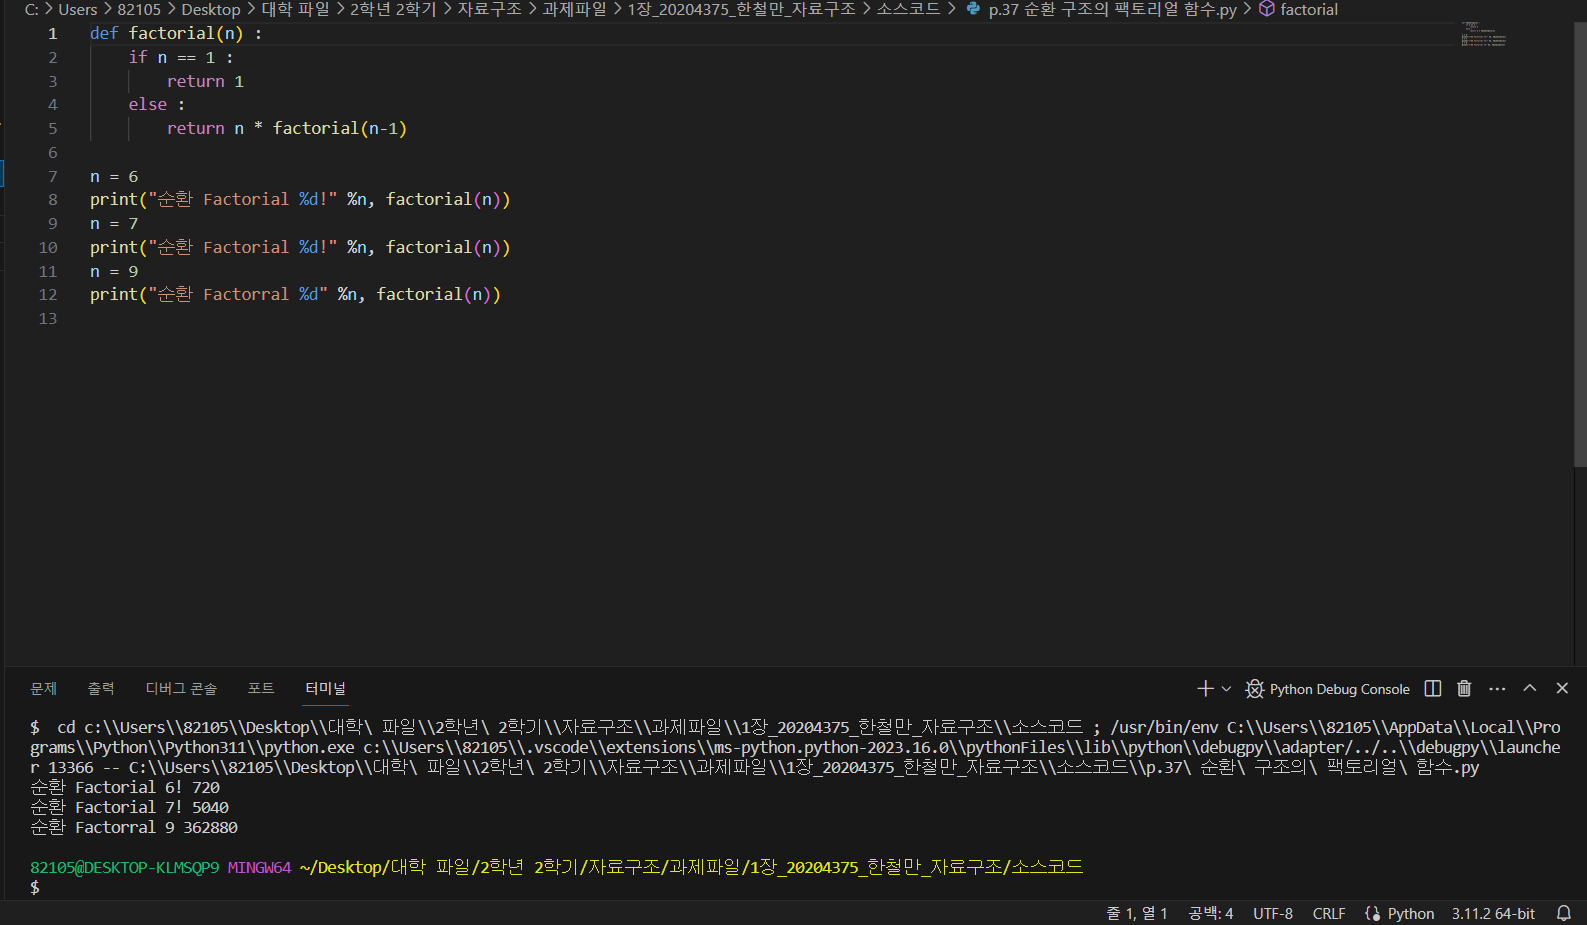 C: > Users > 82105 > Desktop > 대학 파일 > 2학년 2학기 > 자료구조 > 과제파일 > 1장_20204375_한철만_자료구조 > 소스코드 > p.37 순환 구조의 팩토리얼 함수.py > factorial
1 def factorial(n) :
2     if n == 1 :
3         return 1
4     else :
5         return n * factorial(n-1)
6
7 n = 6
8 print("순환 Factorial %d!" %n, factorial(n))
9 n = 7
10 print("순환 Factorial %d!" %n, factorial(n))
11 n = 9
12 print("순환 Factorral %d" %n, factorial(n))
13
문제 출력 디버그 콘솔 포트 터미널 Python Debug Console
$  cd c:\\Users\\82105\\Desktop\\대학\ 파일\\2학년\ 2학기\\자료구조\\과제파일\\1장_20204375_한철만_자료구조\\소스코드 ; /usr/bin/env C:\\Users\\82105\\AppData\\Local\\Pro
grams\\Python\\Python311\\python.exe c:\\Users\\82105\\.vscode\\extensions\\ms-python.python-2023.16.0\\pythonFiles\\lib\\python\\debugpy\\adapter/../..\\debugpy\\launche
r 13366 -- C:\\Users\\82105\\Desktop\\대학\ 파일\\2학년\ 2학기\\자료구조\\과제파일\\1장_20204375_한철만_자료구조\\소스코드\\p.37\ 순환\ 구조의\ 팩토리얼\ 함수.py
순환 Factorial 6! 720
순환 Factorial 7! 5040
순환 Factorral 9 362880
82105@DESKTOP-KLMSQP9 MINGW64 ~/Desktop/대학 파일/2학년 2학기/자료구조/과제파일/1장_20204375_한철만_자료구조/소스코드
$
줄 1, 열 1 공백: 4 UTF-8 CRLF Python 3.11.2 64-bit